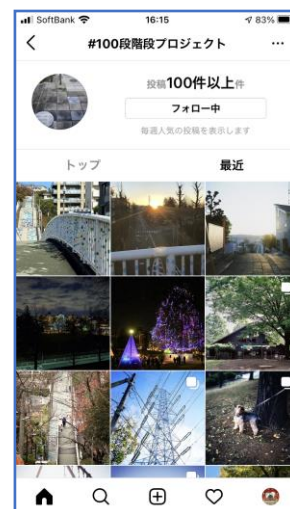 SoftBank 16:15 83%
#100段階段プロジェクト
投稿100件以上件
フォロー中
毎週人気の投稿を表示します
トップ 最近